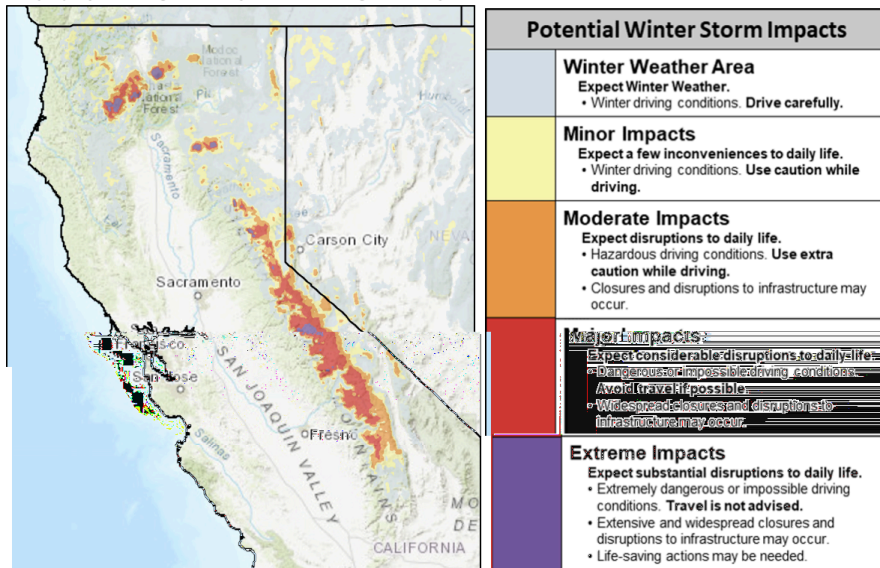 Modoc
National
Forest
National
Forest
Sacramento
Carson City
NEVA
Sacramento
San Jose
SAN JOAQUIN VALLEY
Fresno
Salinas
CALIFORNIA
Potential Winter Storm Impacts
Winter Weather Area
Expect Winter Weather.
• Winter driving conditions. Drive carefully.
Minor Impacts
Expect a few inconveniences to daily life.
• Winter driving conditions. Use caution while
driving.
Moderate Impacts
Expect disruptions to daily life.
• Hazardous driving conditions. Use extra
caution while driving.
• Closures and disruptions to infrastructure may
occur.
Major Impacts
Expect considerable disruptions to daily life.
• Dangerous or impossible driving conditions.
Avoid travel if possible.
• Widespread closures and disruptions to
infrastructure may occur.
Extreme Impacts
Expect substantial disruptions to daily life.
• Extremely dangerous or impossible driving
conditions. Travel is not advised.
• Extensive and widespread closures and
disruptions to infrastructure may occur.
• Life-saving actions may be needed.